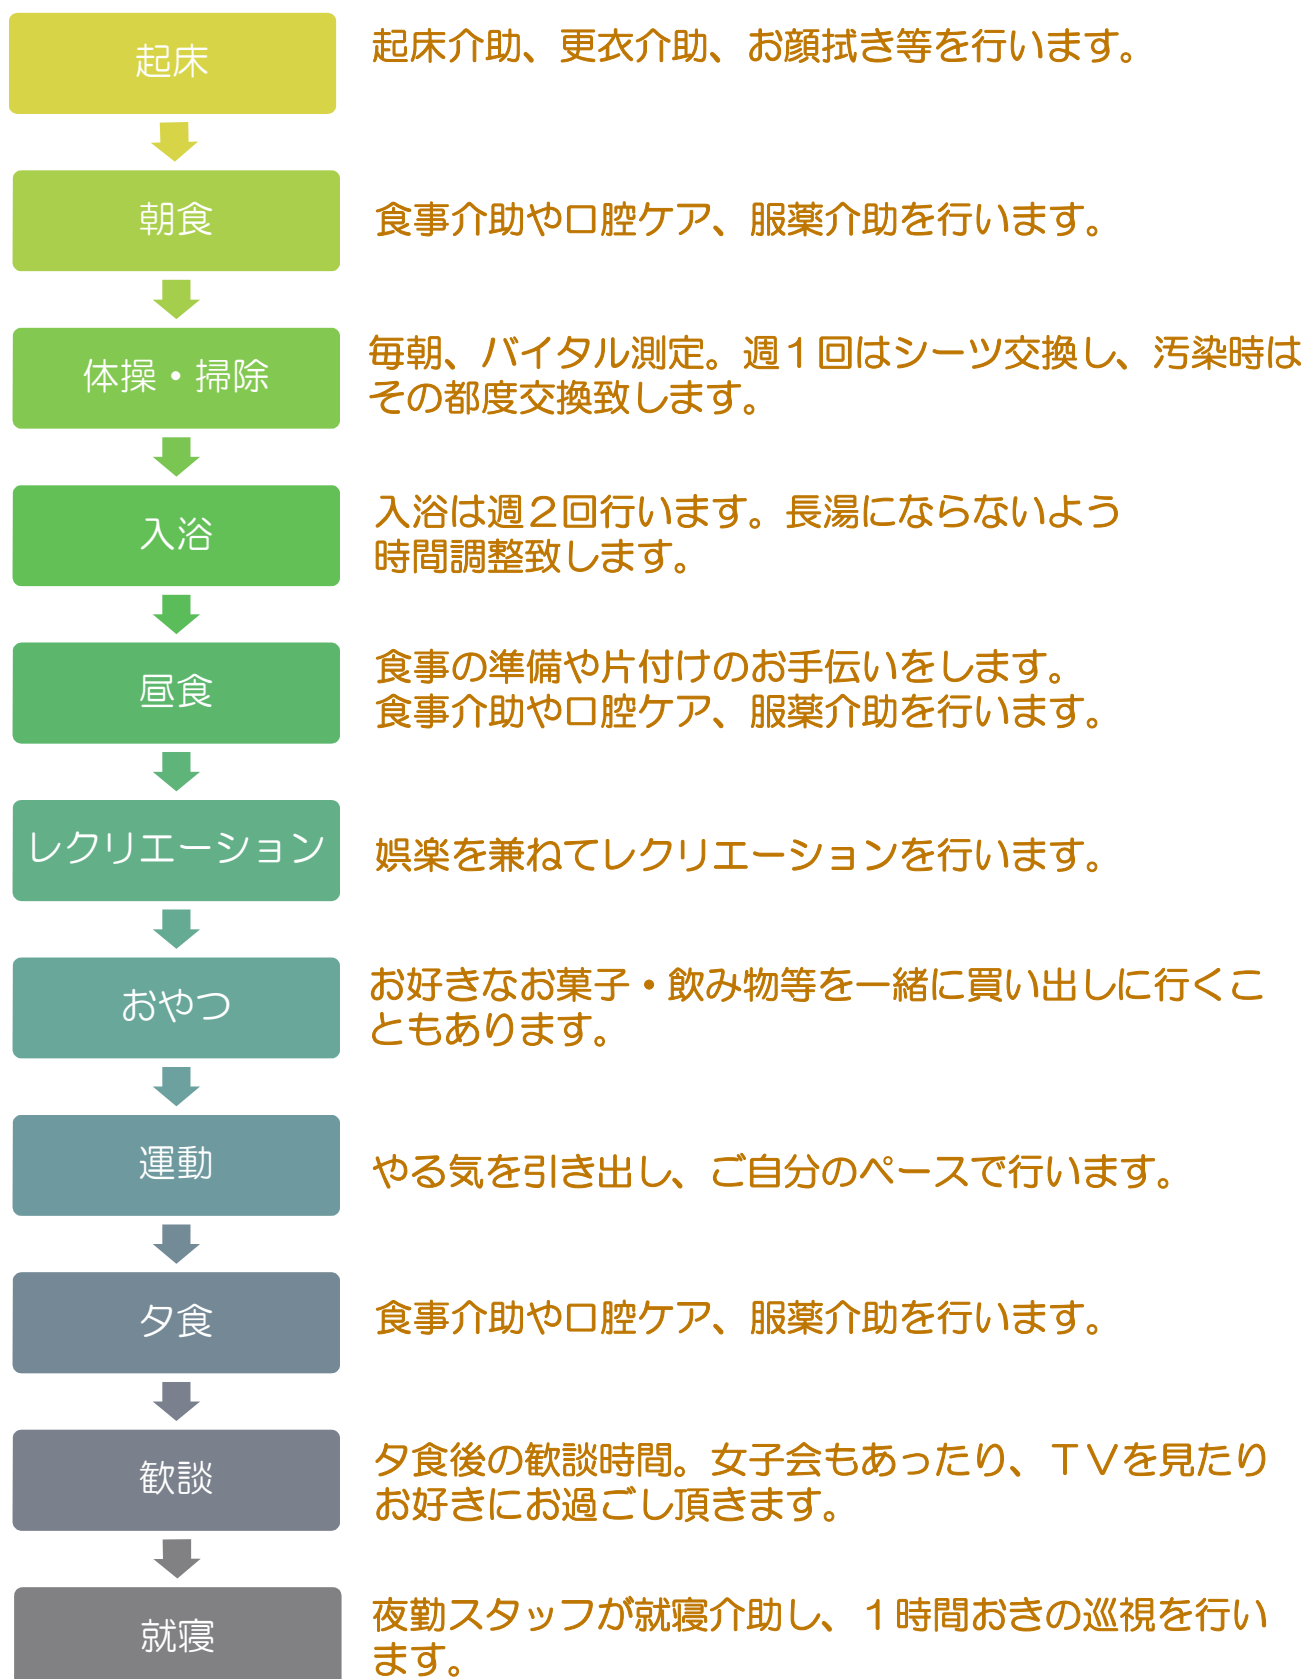 起床
起床介助、更衣介助、お顔拭き等を行います。
朝食
食事介助や口腔ケア、服薬介助を行います。
体操・掃除
毎朝、バイタル測定。週１回はシーツ交換し、汚染時は
その都度交換致します。
入浴
入浴は週２回行います。長湯にならないよう
時間調整致します。
昼食
食事の準備や片付けのお手伝いをします。
食事介助や口腔ケア、服薬介助を行います。
レクリエーション
娯楽を兼ねてレクリエーションを行います。
おやつ
お好きなお菓子・飲み物等を一緒に買い出しに行くこ
ともあります。
運動
やる気を引き出し、ご自分のペースで行います。
夕食
食事介助や口腔ケア、服薬介助を行います。
歓談
夕食後の歓談時間。女子会もあったり、ＴＶを見たり
お好きにお過ごし頂きます。
就寝
夜勤スタッフが就寝介助し、１時間おきの巡視を行い
ます。